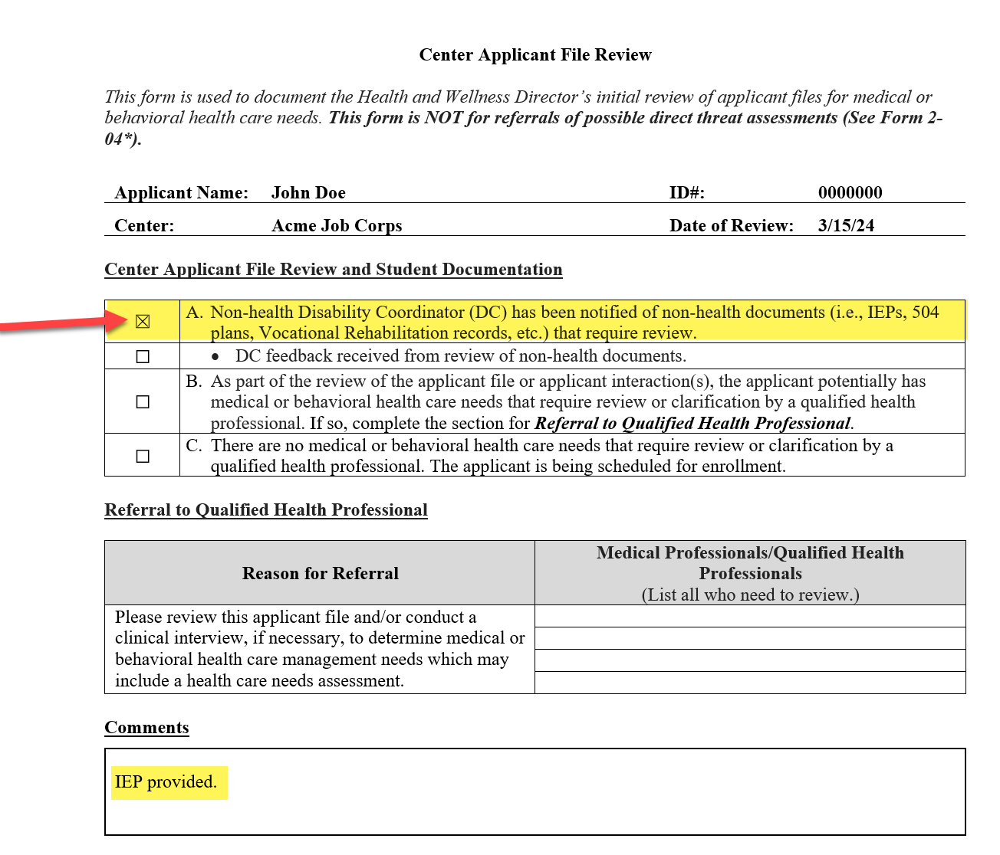 Center Applicant File Review
This form is used to document the Health and Wellness Director's initial review of applicant files for medical or
behavioral health care needs. This form is NOT for referrals of possible direct threat assessments (See Form 2-
04*).
Applicant Name: John Doe ID#: 0000000
Center: Acme Job Corps Date of Review: 3/15/24
Center Applicant File Review and Student Documentation
☒ A. Non-health Disability Coordinator (DC) has been notified of non-health documents (i.e., IEPs, 504
plans, Vocational Rehabilitation records, etc.) that require review.
☐ • DC feedback received from review of non-health documents.
B. As part of the review of the applicant file or applicant interaction(s), the applicant potentially has
☐ medical or behavioral health care needs that require review or clarification by a qualified health
professional. If so, complete the section for Referral to Qualified Health Professional.
☐ C. There are no medical or behavioral health care needs that require review or clarification by a
qualified health professional. The applicant is being scheduled for enrollment.
Referral to Qualified Health Professional
Reason for Referral
Medical Professionals/Qualified Health
Professionals
(List all who need to review.)
Please review this applicant file and/or conduct a
clinical interview, if necessary, to determine medical or
behavioral health care management needs which may
include a health care needs assessment.
Comments
IEP provided.